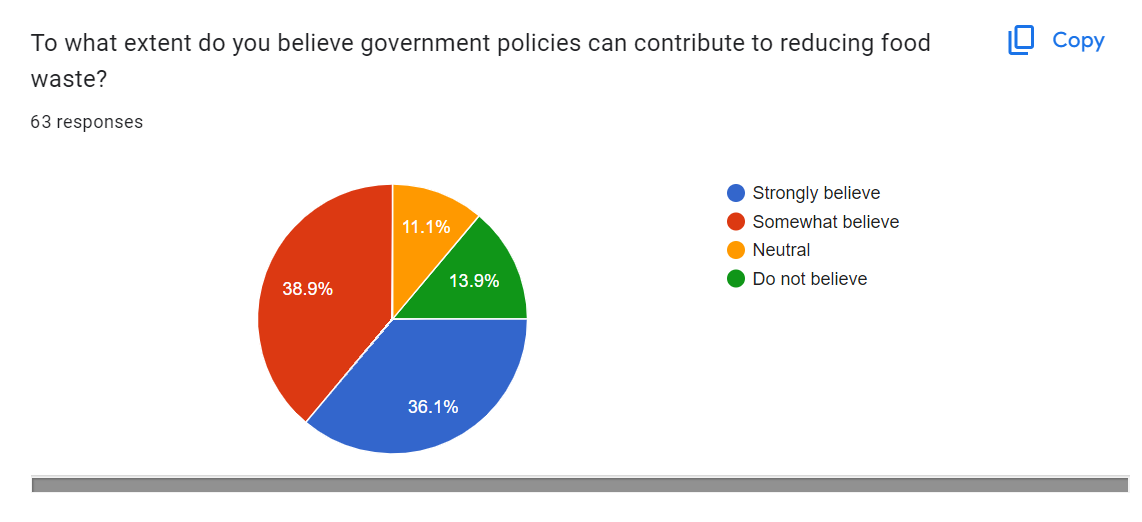 To what extent do you believe government policies can contribute to reducing food
waste?
Copy
63 responses
11.1%
13.9%
38.9%
36.1%
Strongly believe
Somewhat believe
Neutral
Do not believe